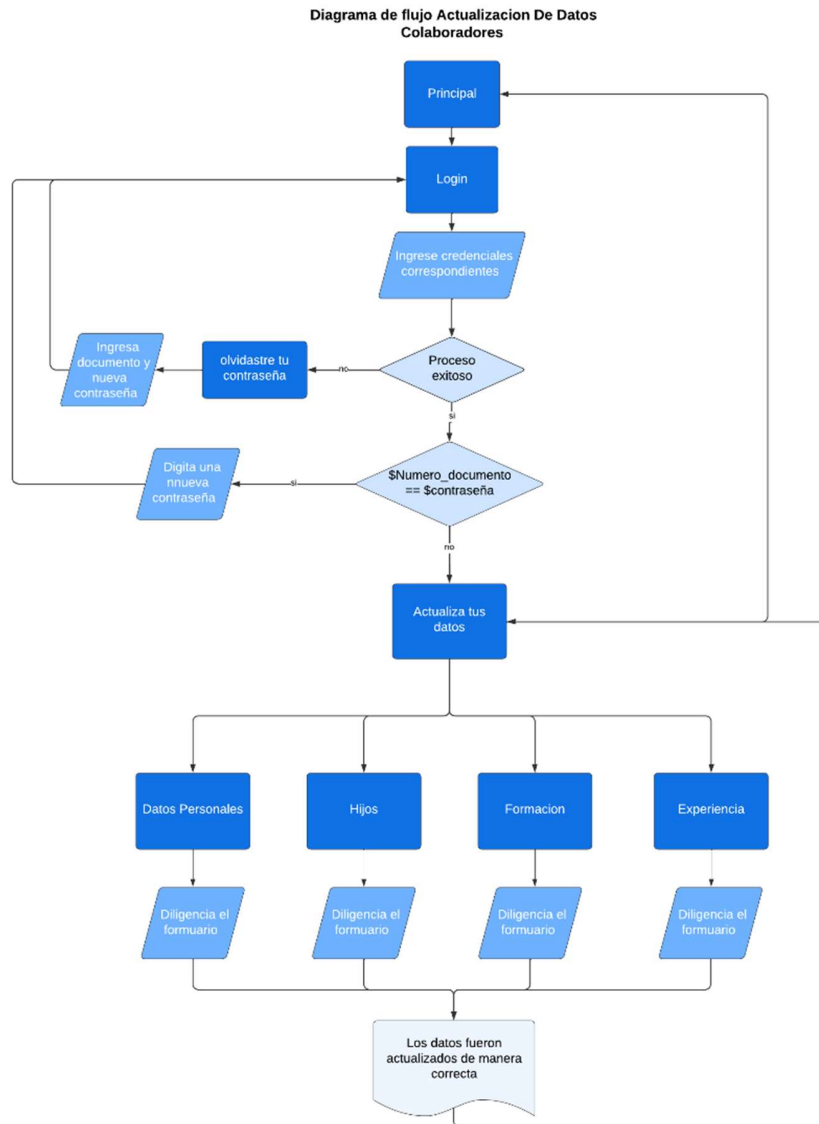 Diagrama de flujo Actualizacion De Datos
Colaboradores
Principal
Login
Ingrese credenciales
correspondientes
Proceso
exitoso
no
olvidastre tu
contraseña
Ingresa
documento y
nueva
contraseña
si
$Numero_documento
== $contraseña
si
Digita una
nnueva
contraseña
no
Actualiza tus
datos
Datos Personales
Hijos
Formacion
Experiencia
Diligencia el
formuario
Diligencia el
formuario
Diligencia el
formuario
Diligencia el
formuario
Los datos fueron
actualizados de manera
correcta